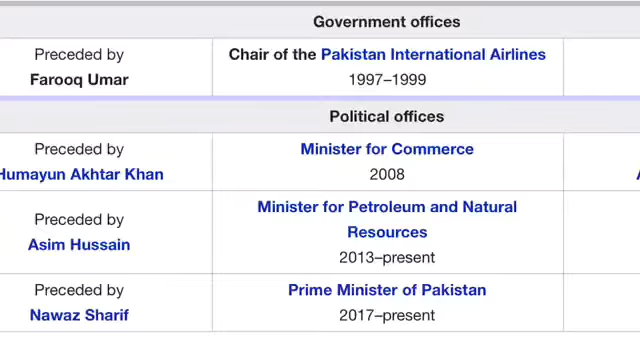 Government offices
Preceded by
Farooq Umar
Chair of the Pakistan International Airlines
1997–1999
Political offices
Preceded by
Humayun Akhtar Khan
Minister for Commerce
2008
Preceded by
Asim Hussain
Minister for Petroleum and Natural
Resources
2013–present
Preceded by
Nawaz Sharif
Prime Minister of Pakistan
2017–present